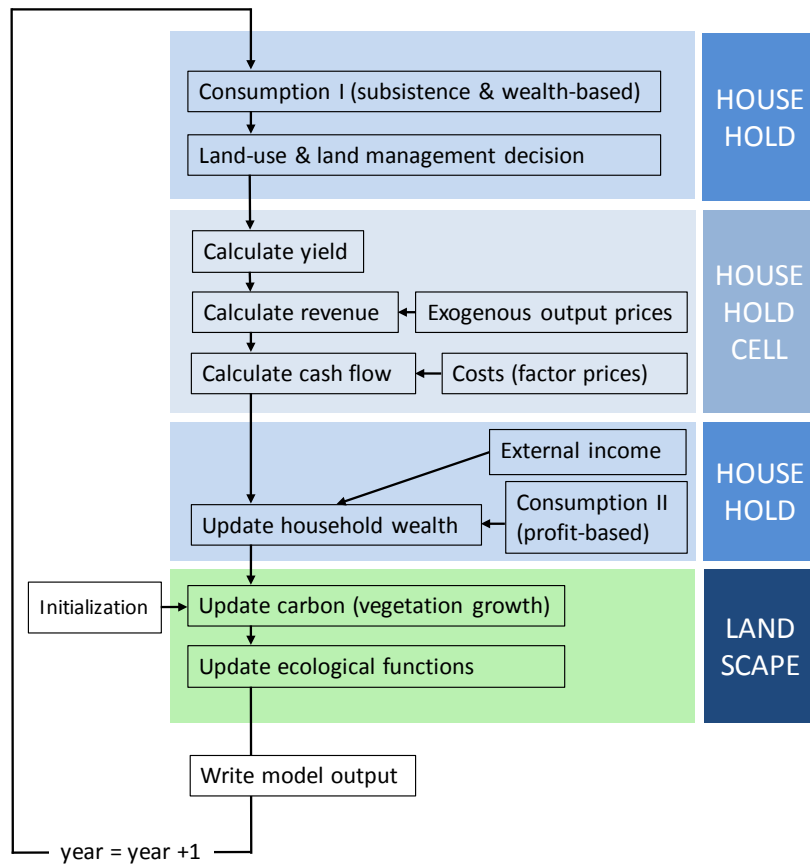 Consumption I (subsistence & wealth-based)
Land-use & land management decision
HOUSE
HOLD
Calculate yield
Calculate revenue
Exogenous output prices
Calculate cash flow
Costs (factor prices)
HOUSE
HOLD
CELL
External income
Update household wealth
Consumption II
(profit-based)
HOUSE
HOLD
Initialization
Update carbon (vegetation growth)
Update ecological functions
LAND
SCAPE
Write model output
year = year +1